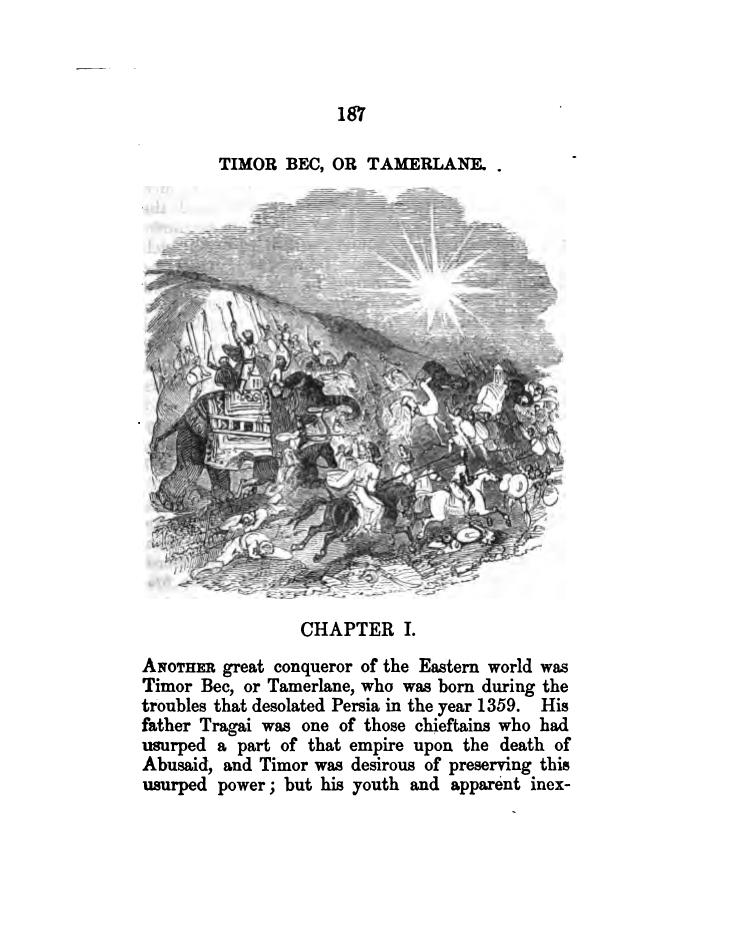 187
TIMOR BEC, OR TAMERLANE.
CHAPTER I.
ANOTHER great conqueror of the Eastern world was
Timor Bec, or Tamerlane, who was born during the
troubles that desolated Persia in the year 1359. His
father Tragai was one of those chieftains who had
usurped a part of that empire upon the death of
Abusaid, and Timor was desirous of preserving this
usurped power; but his youth and apparent inex-